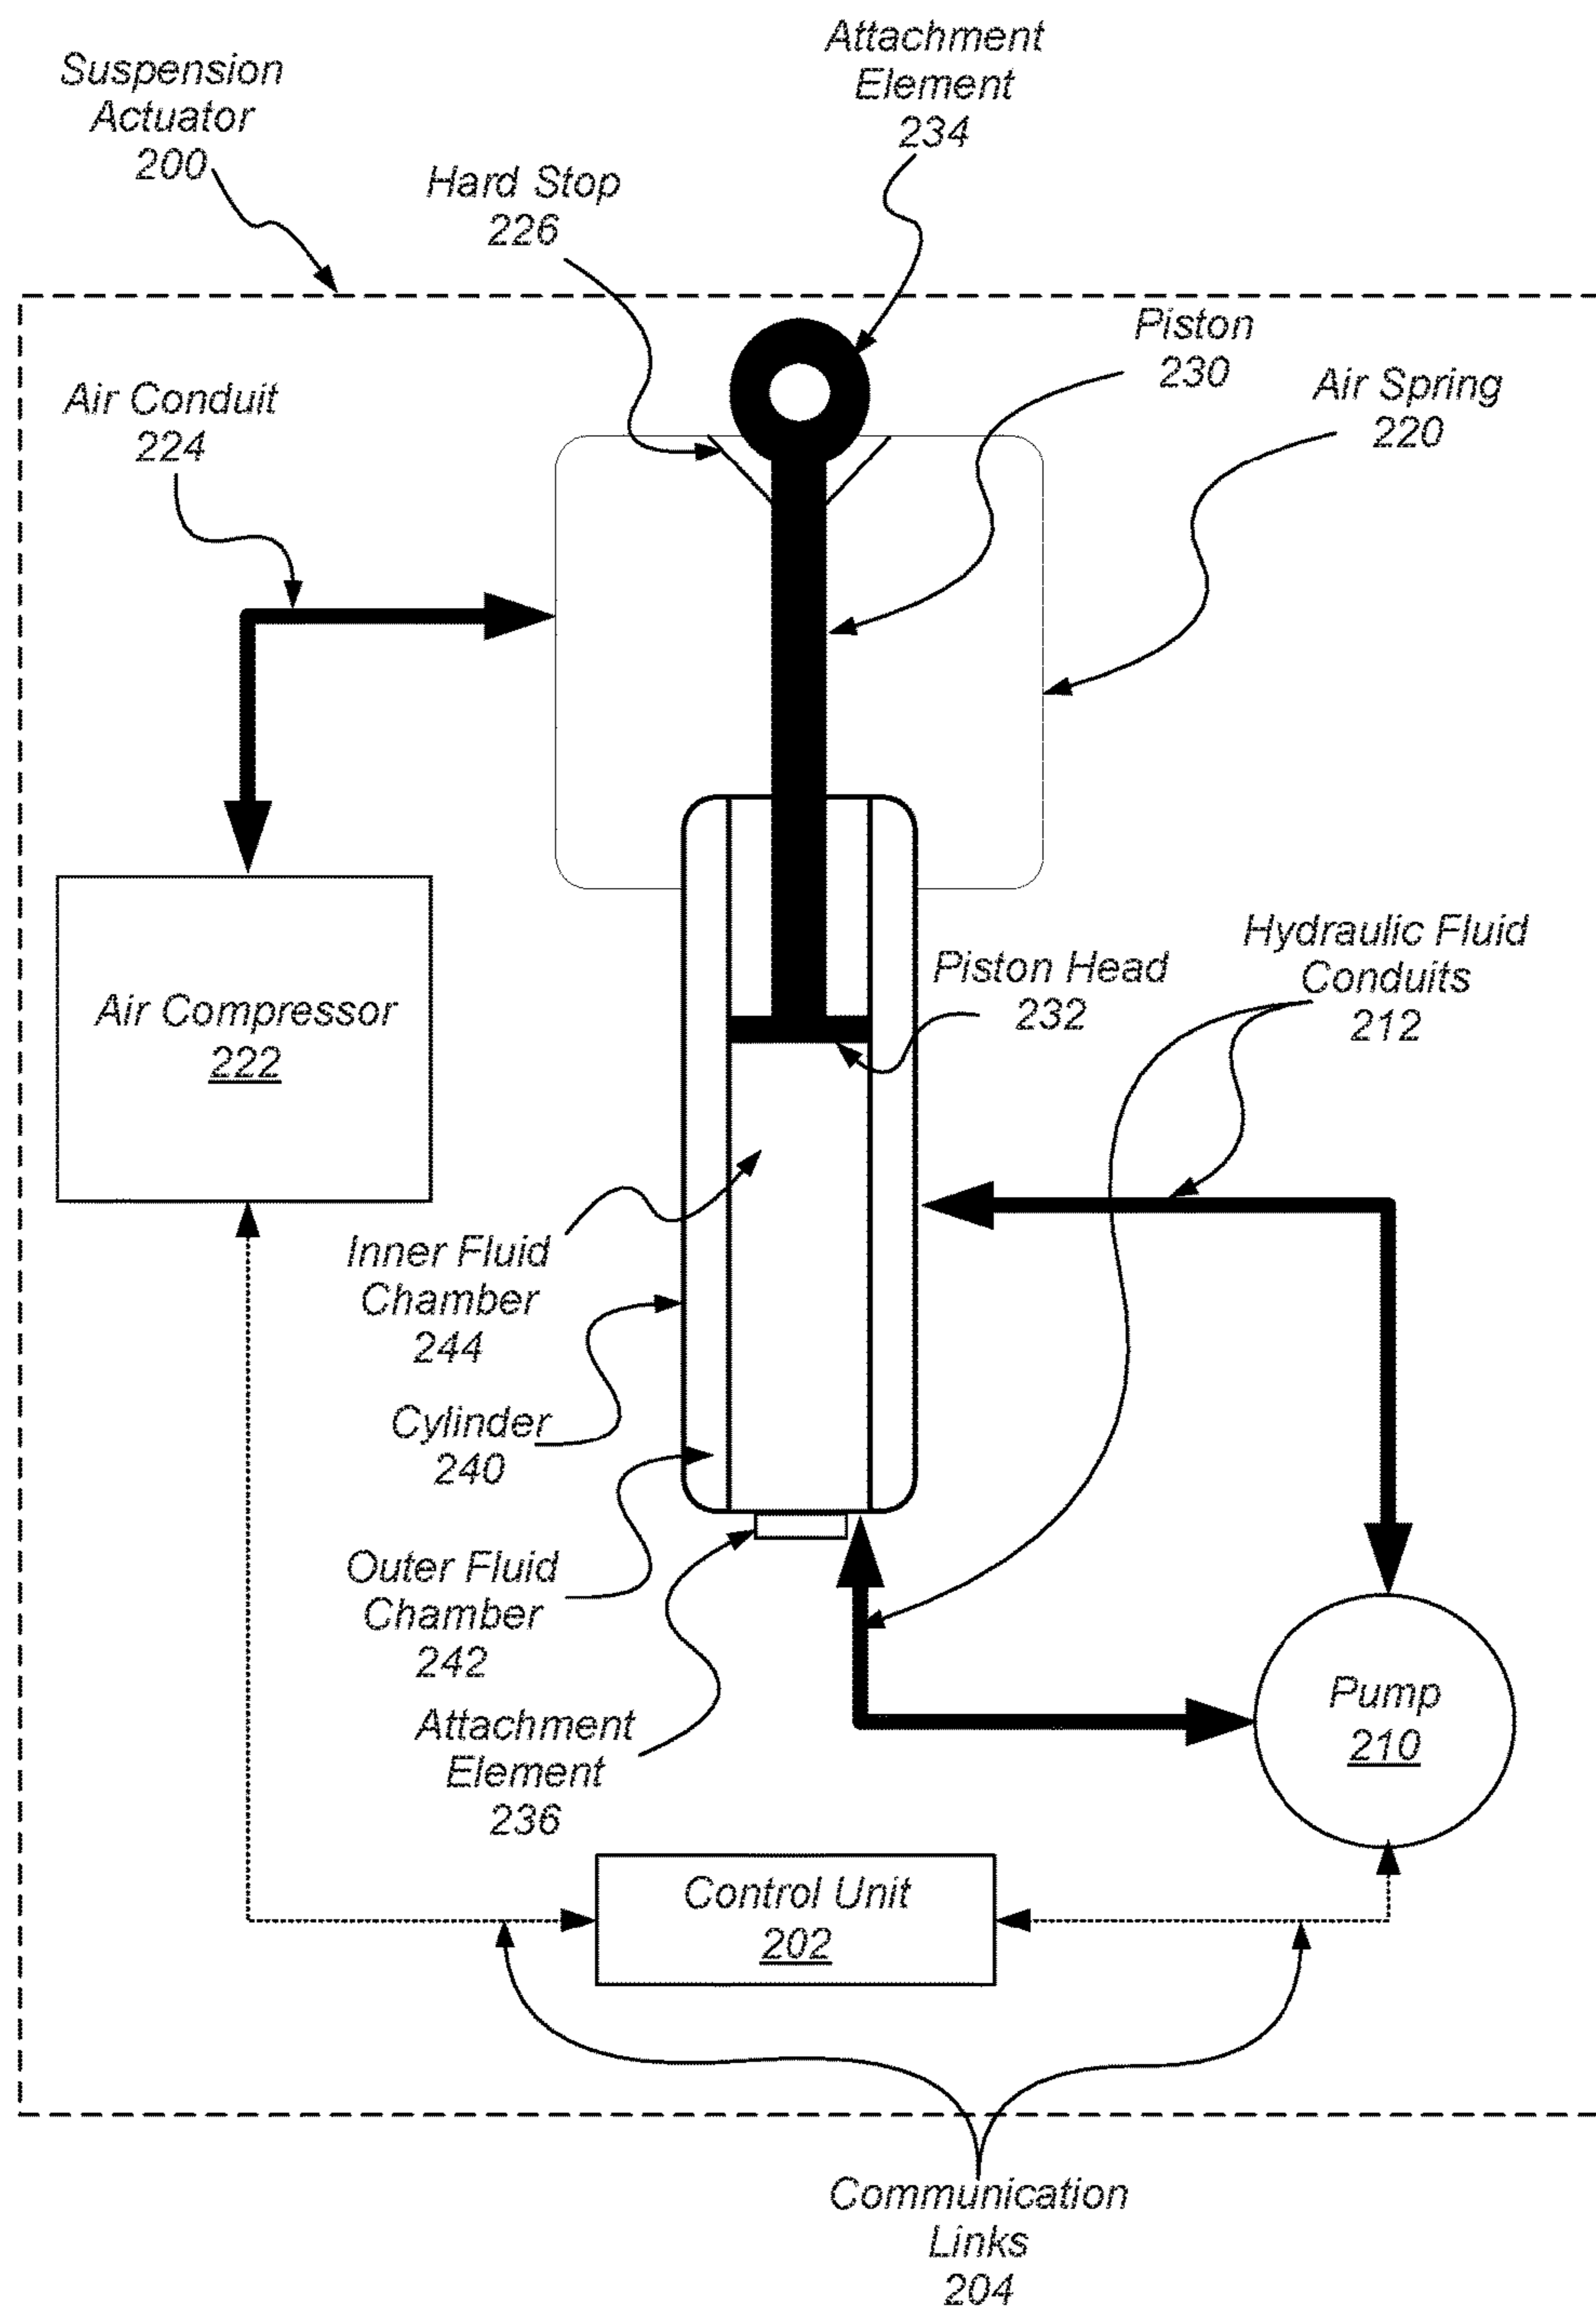 Attachment
Element
234
Suspension
Actuator
200
Hard Stop
226
Piston
230
Air Spring
220
Air Conduit
224
Air Compressor
222
Piston Head
232
Hydraulic Fluid
Conduits
212
Inner Fluid
Chamber
244
Cylinder
240
Outer Fluid
Chamber
242
Attachment
Element
236
Pump
210
Control Unit
202
Communication
Links
204